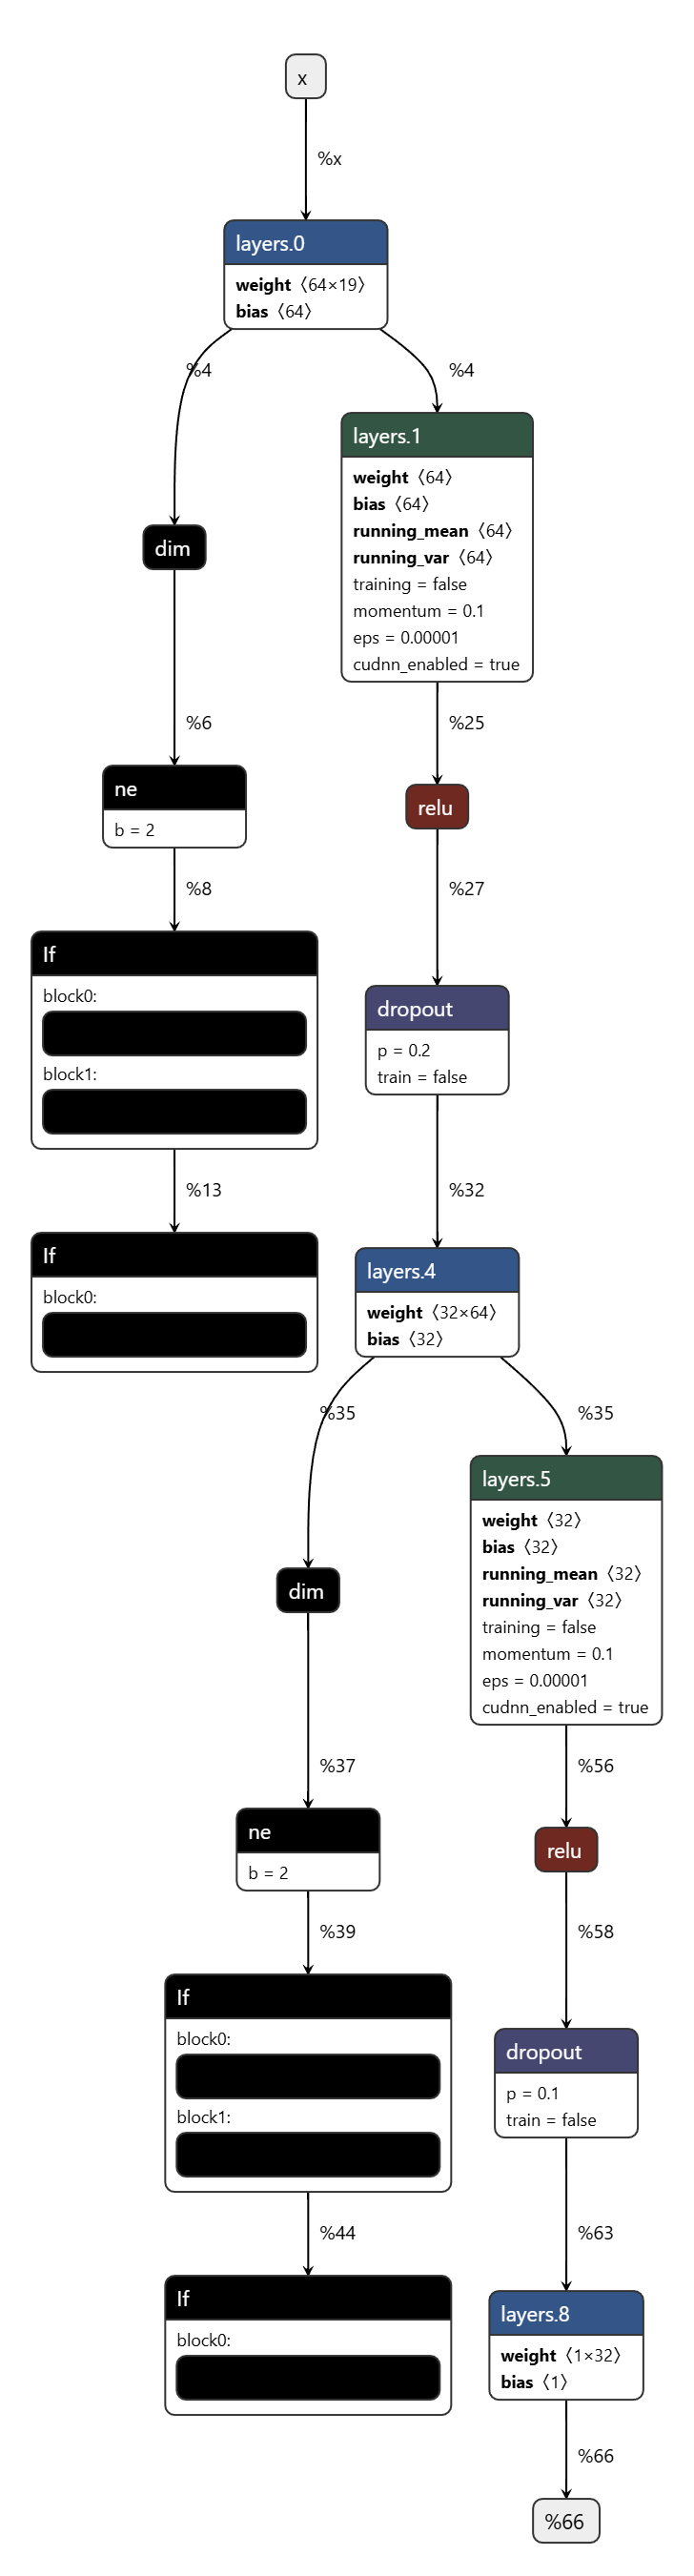 x
%x
layers.0
weight〈64×19〉
bias〈64〉
%4
%4
layers.1
weight〈64〉
bias〈64〉
running_mean〈64〉
running_var〈64〉
training = false
momentum = 0.1
eps = 0.00001
cudnn_enabled = true
dim
%6
%25
ne
b = 2
relu
%8
%27
If
block0:
block1:
dropout
p = 0.2
train = false
%13
%32
If
block0:
layers.4
weight〈32×64〉
bias〈32〉
%35
%35
layers.5
weight〈32〉
bias〈32〉
running_mean〈32〉
running_var〈32〉
training = false
momentum = 0.1
eps = 0.00001
cudnn_enabled = true
dim
%37
%56
ne
b = 2
relu
%39
%58
If
block0:
block1:
dropout
p = 0.1
train = false
%44
%63
If
block0:
layers.8
weight〈1×32〉
bias〈1〉
%66
%66